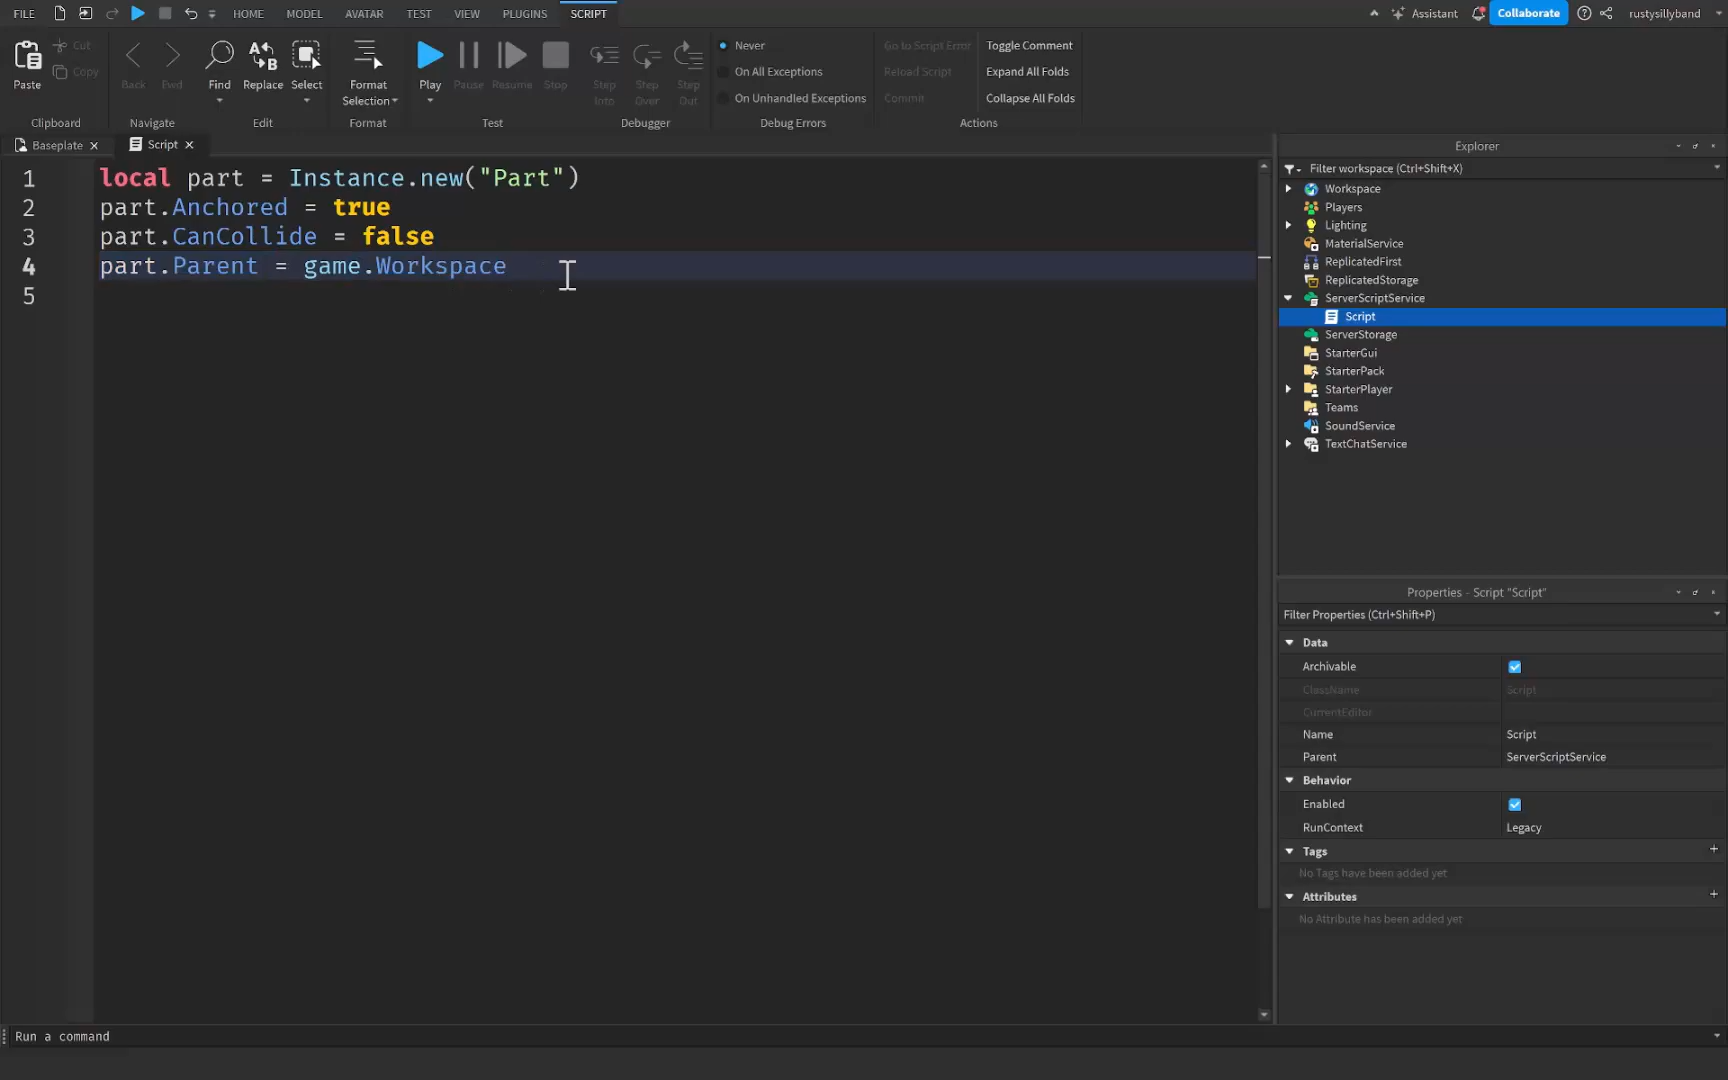 FILE HOME MODEL AVATAR TEST VIEW PLUGINS SCRIPT Assistant Collaborate rustysillyband
Paste Cut Copy
Clipboard
Back Fwd
Navigate
Find Replace Select
Edit
Format Selection
Format
Play Pause Resume Stop
Test
Step Into Step Over Step Out
Debugger
Never
On All Exceptions
On Unhandled Exceptions
Debug Errors
Go to Script Error
Reload Script
Commit
Toggle Comment
Expand All Folds
Collapse All Folds
Actions
Baseplate Script
1 local part = Instance.new("Part")
2 part.Anchored = true
3 part.CanCollide = false
4 part.Parent = game.Workspace
5
Explorer
Filter workspace (Ctrl+Shift+X)
Workspace
Players
Lighting
MaterialService
ReplicatedFirst
ReplicatedStorage
ServerScriptService
Script
ServerStorage
StarterGui
StarterPack
StarterPlayer
Teams
SoundService
TextChatService
Properties - Script "Script"
Filter Properties (Ctrl+Shift+P)
Data
Archivable
ClassName Script
CurrentEditor
Name Script
Parent ServerScriptService
Behavior
Enabled
RunContext Legacy
Tags
No Tags have been added yet
Attributes
No Attribute has been added yet
Run a command